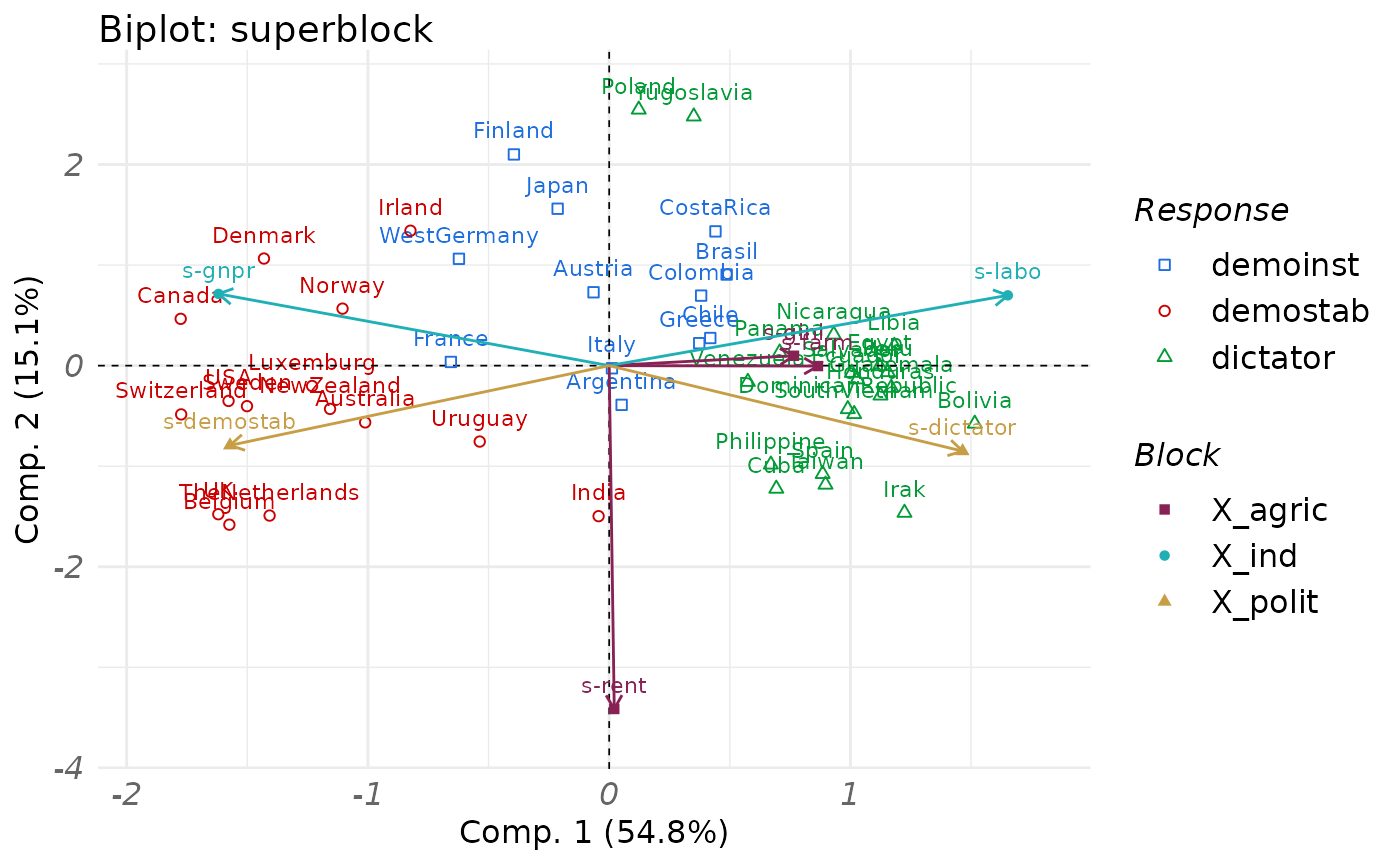 Biplot: superblock
Poland
Yugoslavia
Finland
Japan
Irland
CostaRica
Denmark
WestGermany
Brasil
s-gnpr
Austria
Colombia
s-labo
Canada
Norway
Nicaragua
Chile
Greece
Libia
Panama
France
Italy
s-farm
Venezuela
Luxemburg
USA
Sweden
NewZealand
Argentina
Honduras
DominicanRepublic
Switzerland
Australia
SouthVietnam
Bolivia
s-demostab
Uruguay
s-dictator
Philippine
Spain
Taiwan
Cuba
UK
TheNetherlands
Belgium
India
Irak
s-rent
2
0
-2
-4
-2
-1
0
1
Comp. 1 (54.8%)
Comp. 2 (15.1%)
Response
demoinst
demostab
dictator
Block
X_agric
X_ind
X_polit